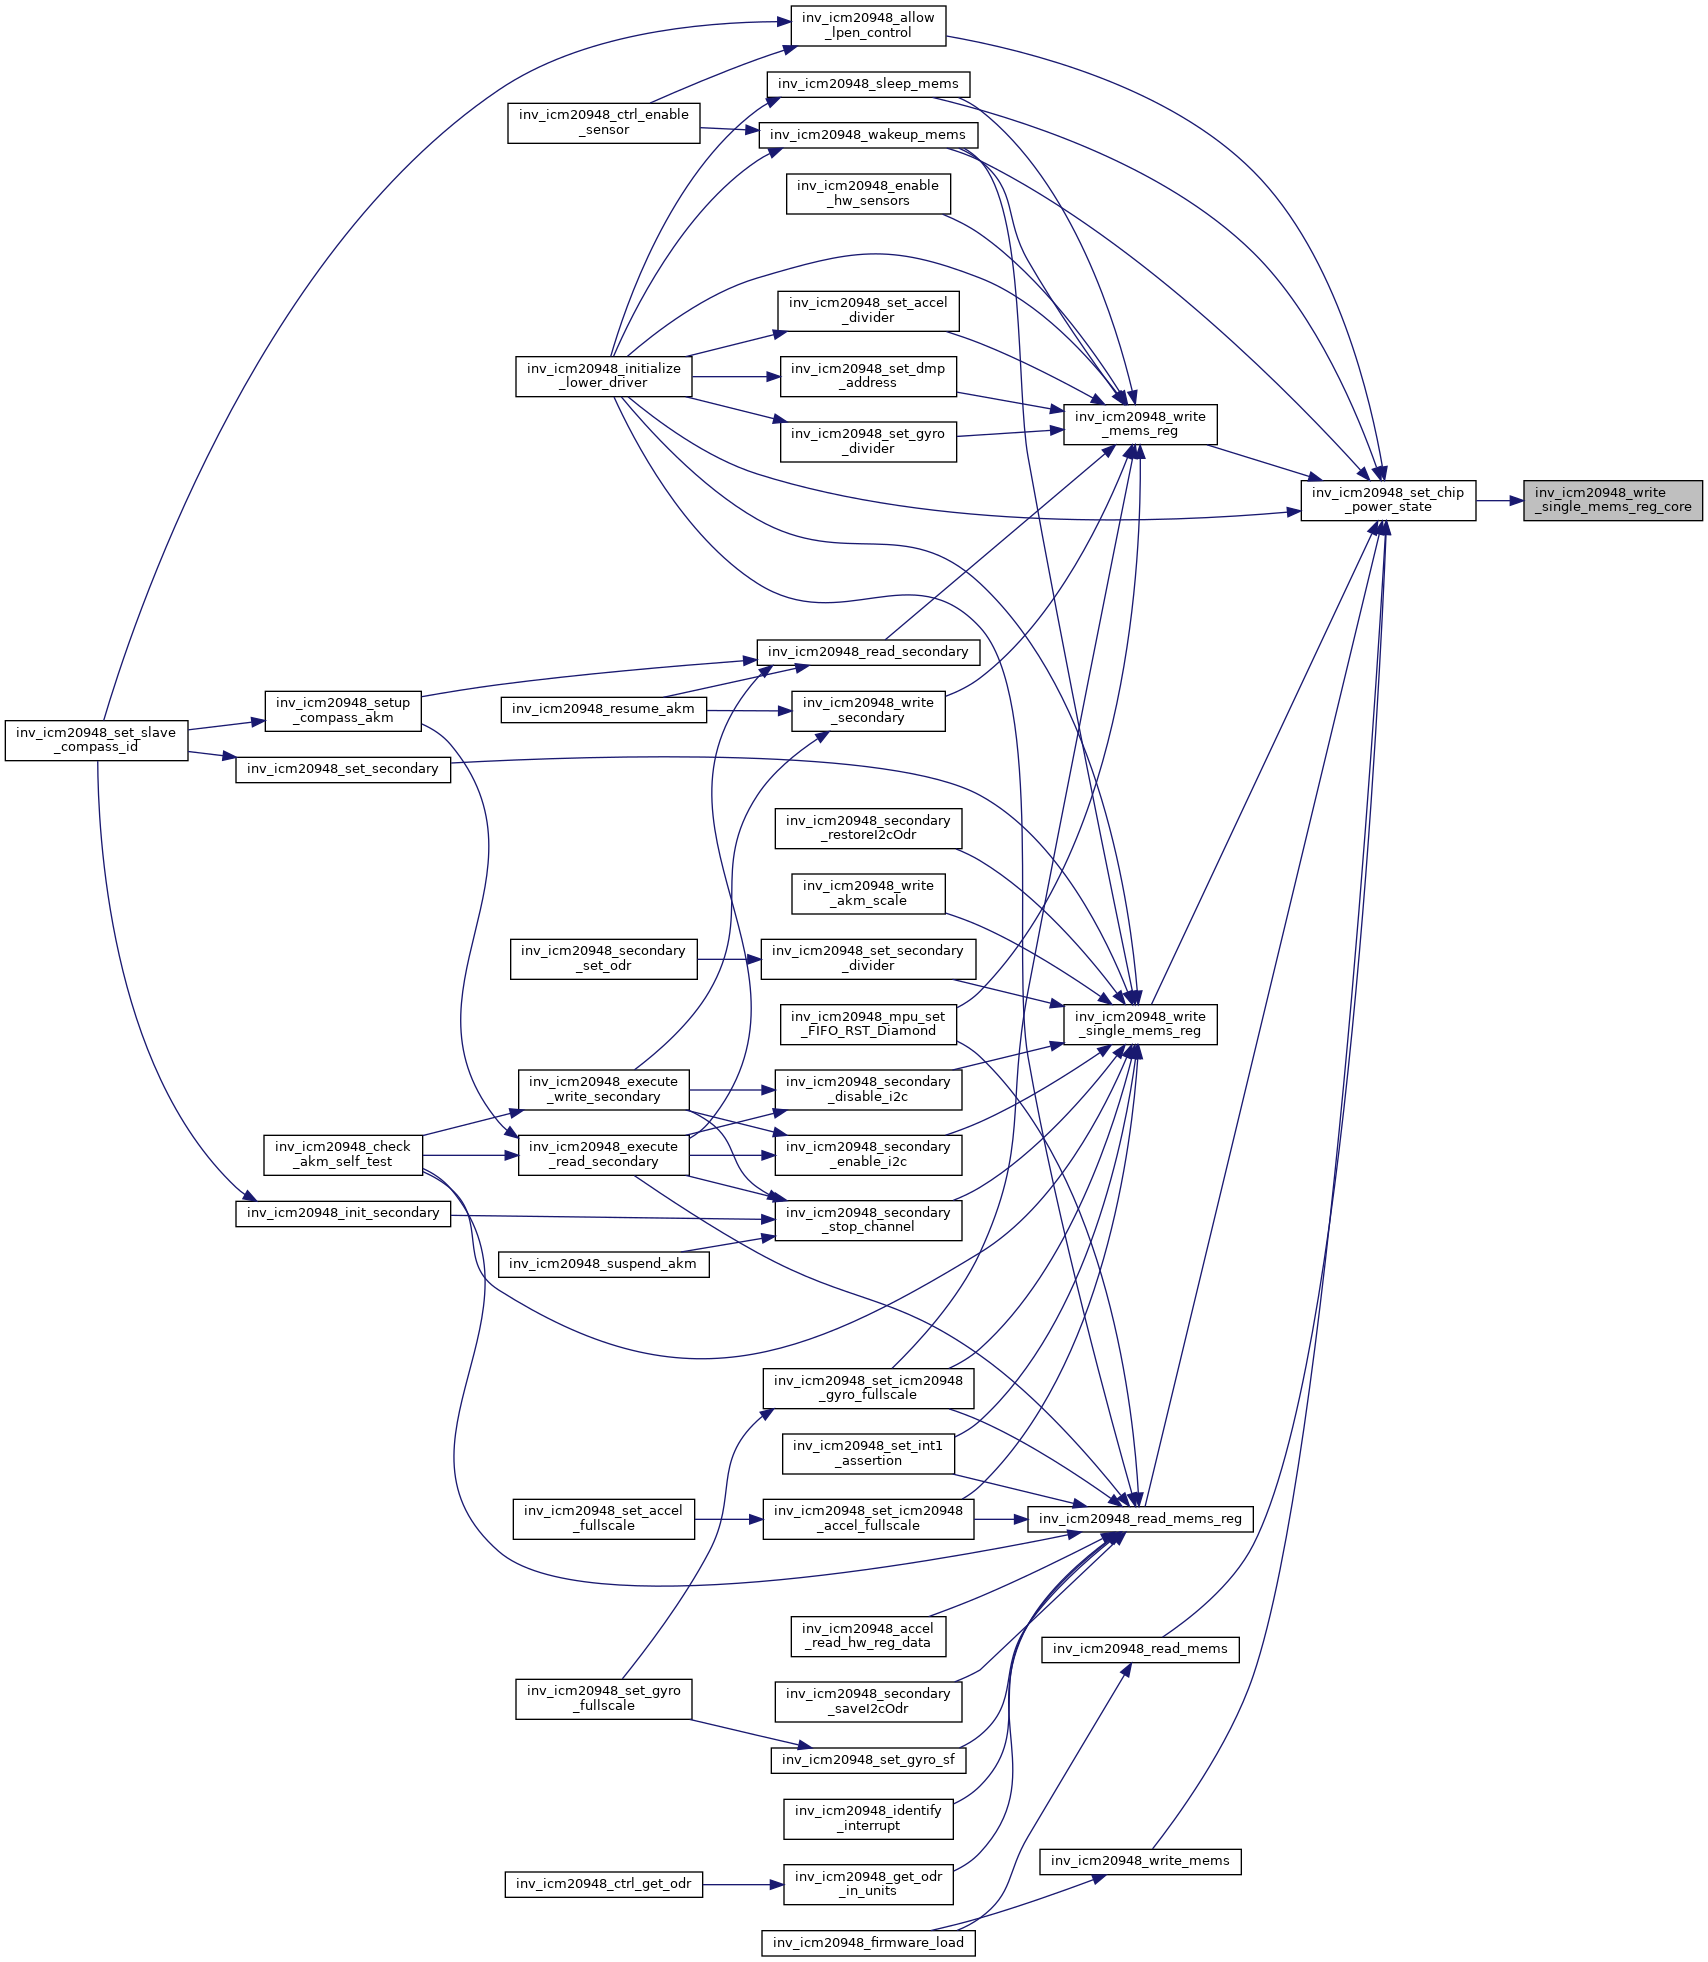 inv_icm20948_allow
_lpen_control
inv_icm20948_sleep_mems
inv_icm20948_ctrl_enable
_sensor
inv_icm20948_wakeup_mems
inv_icm20948_enable
_hw_sensors
inv_icm20948_set_accel
_divider
inv_icm20948_initialize
_lower_driver
inv_icm20948_set_dmp
_address
inv_icm20948_write
_mems_reg
inv_icm20948_set_gyro
_divider
inv_icm20948_set_chip
_power_state
inv_icm20948_write
_single_mems_reg_core
inv_icm20948_read_secondary
inv_icm20948_setup
_compass_akm
inv_icm20948_resume_akm
inv_icm20948_write
_secondary
inv_icm20948_set_slave
_compass_id
inv_icm20948_set_secondary
inv_icm20948_secondary
_restoreI2cOdr
inv_icm20948_write
_akm_scale
inv_icm20948_secondary
_set_odr
inv_icm20948_set_secondary
_divider
inv_icm20948_mpu_set
_FIFO_RST_Diamond
inv_icm20948_write
_single_mems_reg
inv_icm20948_execute
_write_secondary
inv_icm20948_secondary
_disable_i2c
inv_icm20948_check
_akm_self_test
inv_icm20948_execute
_read_secondary
inv_icm20948_secondary
_enable_i2c
inv_icm20948_init_secondary
inv_icm20948_secondary
_stop_channel
inv_icm20948_suspend_akm
inv_icm20948_set_icm20948
_gyro_fullscale
inv_icm20948_set_int1
_assertion
inv_icm20948_set_accel
_fullscale
inv_icm20948_set_icm20948
_accel_fullscale
inv_icm20948_read_mems_reg
inv_icm20948_accel
_read_hw_reg_data
inv_icm20948_read_mems
inv_icm20948_set_gyro
_fullscale
inv_icm20948_secondary
_saveI2cOdr
inv_icm20948_set_gyro_sf
inv_icm20948_identify
_interrupt
inv_icm20948_write_mems
inv_icm20948_ctrl_get_odr
inv_icm20948_get_odr
_in_units
inv_icm20948_firmware_load